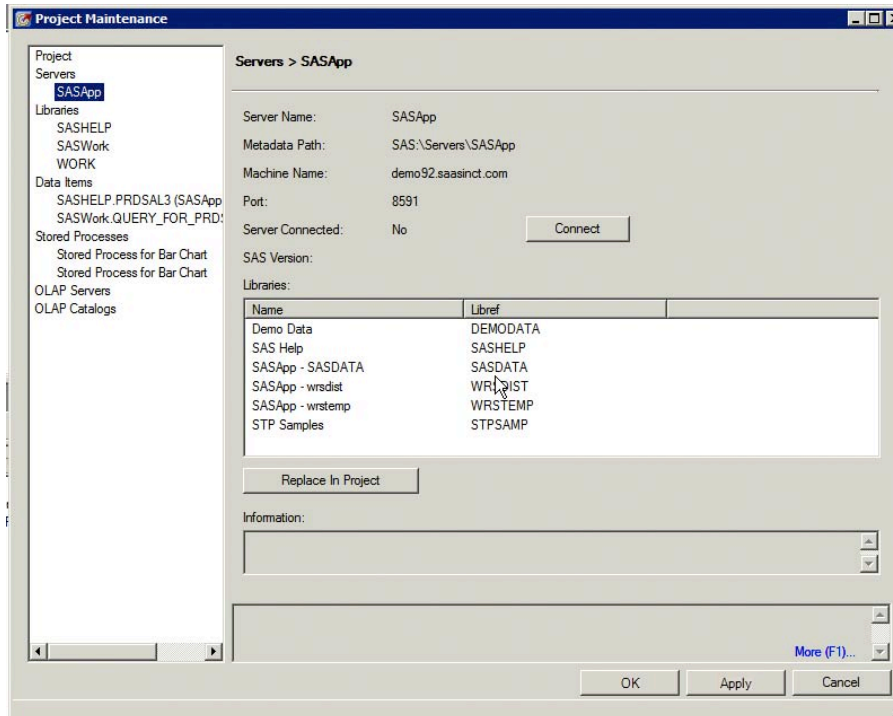 Project Maintenance
Project
Servers
SASApp
Libraries
SASHELP
SASWork
WORK
Data Items
SASHELP.PRDSAL3 (SASApp
SASWork.QUERY_FOR_PRDS
Stored Processes
Stored Process for Bar Chart
Stored Process for Bar Chart
OLAP Servers
OLAP Catalogs
Servers > SASApp
Server Name: SASApp
Metadata Path: SAS:\Servers\SASApp
Machine Name: demo92.saasinct.com
Port: 8591
Server Connected: No Connect
SAS Version:
Libraries:
Name Libref
Demo Data DEMODATA
SAS Help SASHELP
SASApp - SASDATA SASDATA
SASApp - wrsdist WRSDIST
SASApp - wrstemp WRSTEMP
STP Samples STPSAMP
Replace In Project
Information:
More (F1)...
OK Apply Cancel